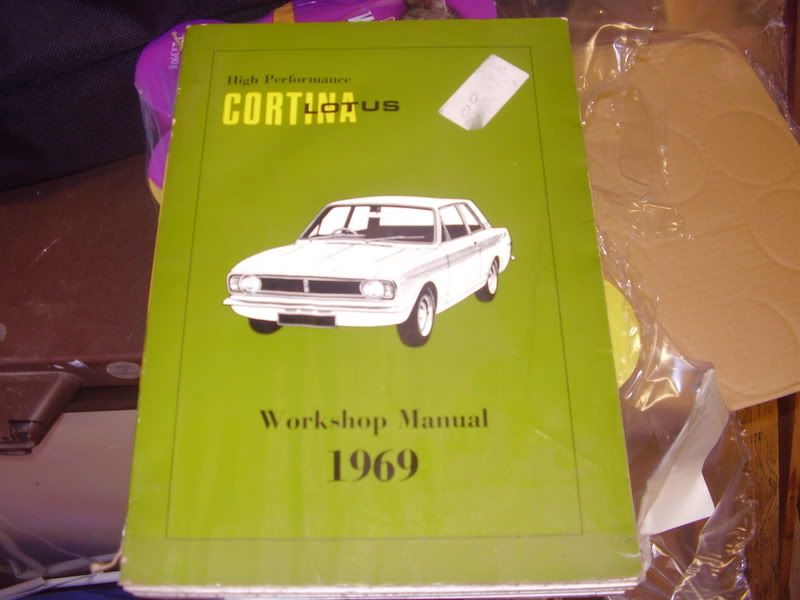 High Performance
CORTINA LOTUS
Workshop Manual
1969